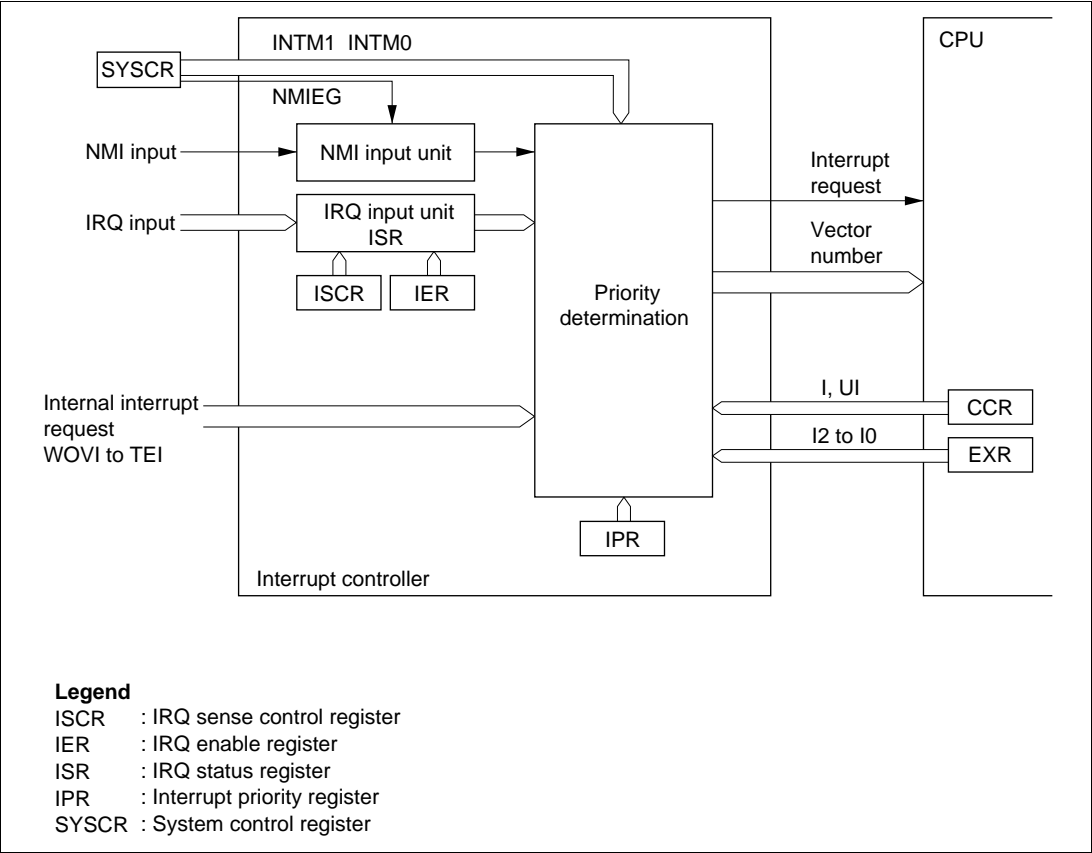 INTM1 INTM0
CPU
SYSCR
NMIEG
NMI input
NMI input unit
Interrupt
request
IRQ input
IRQ input unit
ISR
Vector
number
ISCR
IER
Priority
determination
I, UI
CCR
Internal interrupt
request
WOVI to TEI
I2 to I0
EXR
IPR
Interrupt controller
Legend
ISCR : IRQ sense control register
IER : IRQ enable register
ISR : IRQ status register
IPR : Interrupt priority register
SYSCR : System control register